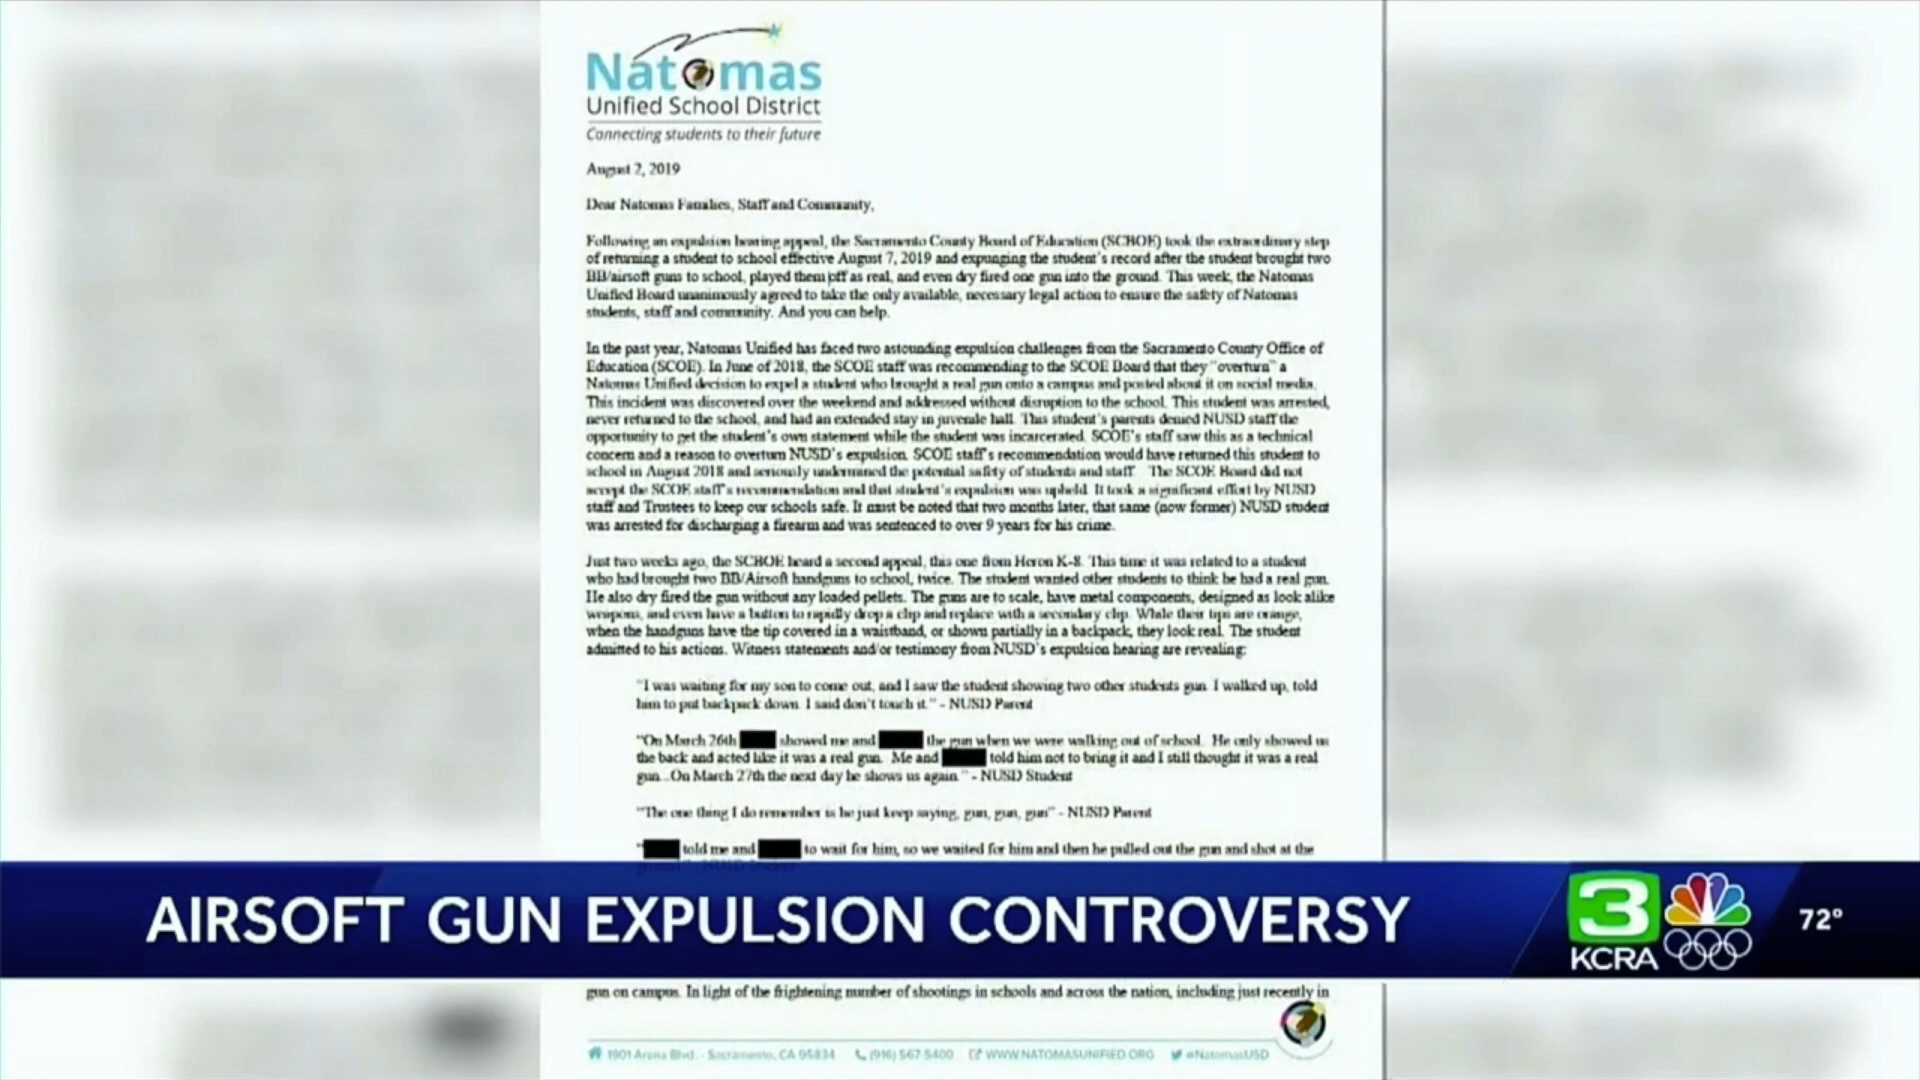 Natomas
Unified School District
Connecting students to their future
August 2, 2019
Dear Natomas Families, Staff and Community,
Following an expulsion hearing appeal, the Sacramento County Board of Education (SCBOE) took the extraordinary step
of returning a student to school effective August 7, 2019 and expunging the student's record after the student brought two
BB/airsoft guns to school, played them off as real, and even dry fired one gun into the ground. This week, the Natomas
Unified Board unanimously agreed to take the only available, necessary legal action to ensure the safety of Natomas
students, staff and community. And you can help.
In the past year, Natomas Unified has faced two astounding expulsion challenges from the Sacramento County Office of
Education (SCOE). In June of 2018, the SCOE staff was recommending to the SCOE Board that they "overturn" a
Natomas Unified decision to expel a student who brought a real gun onto a campus and posted about it on social media.
This incident was discovered over the weekend and addressed without disruption to the school. This student was arrested,
never returned to the school, and had an extended stay in juvenile hall. This student's parents denied NUSD staff the
opportunity to get the student's own statement while the student was incarcerated. SCOE's staff saw this as a technical
concern and a reason to overturn NUSD's expulsion. SCOE staff's recommendation would have returned this student to
school in August 2018 and seriously undermined the potential safety of students and staff. The SCOE Board did not
accept the SCOE staff's recommendation and that student's expulsion was upheld. It took a significant effort by NUSD
staff and Trustees to keep our schools safe. It must be noted that two months later, that same (now former) NUSD student
was arrested for discharging a firearm and was sentenced to over 9 years for his crime.
Just two weeks ago, the SCBOE heard a second appeal, this one from Heron K-8. This time it was related to a student
who had brought two BB/Airsoft handguns to school, twice. The student wanted other students to think he had a real gun.
He also dry fired the gun without any loaded pellets. The guns are to scale, have metal components, designed as look alike
weapons, and even have a button to rapidly drop a clip and replace with a secondary clip. While their tips are orange,
when the handguns have the tip covered in a waistband, or shown partially in a backpack, they look real. The student
admitted to his actions. Witness statements and/or testimony from NUSD's expulsion hearing are revealing:
"I was waiting for my son to come out, and I saw the student showing two other students gun. I walked up, told
him to put backpack down. I said don't touch it." - NUSD Parent
"On March 26th showed me and the gun when we were walking out of school. He only showed us
the back and acted like it was a real gun. Me and told him not to bring it and I still thought it was a real
gun...On March 27th the next day he shows us again." - NUSD Student
"The one thing I do remember is he just keep saying, gun, gun, gun" - NUSD Parent
" told me and to wait for him, so we waited for him and then he pulled out the gun and shot at the
AIRSOFT GUN EXPULSION CONTROVERSY
3
KCRA
72°
gun on campus. In light of the frightening number of shootings in schools and across the nation, including just recently in
1901 Arena Blvd. - Sacramento, CA 95834 (916) 567-5400 WWW.NATOMASUNIFIED.ORG @NatomasUSD